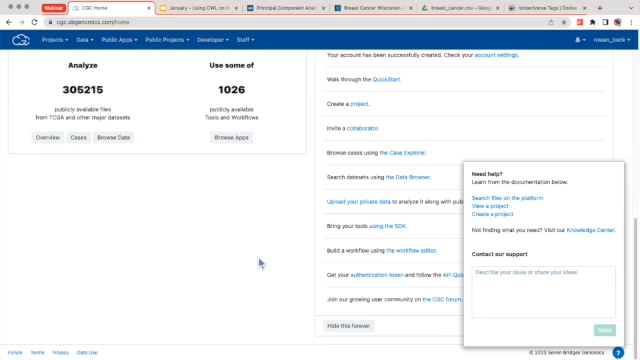 Webinar
CGC Home
January - Using CWL on Google
Principal Component Analysis
Breast Cancer Wisconsin
breast_cancer.csv - Google
rocker/verse Tags | Docker
cgc.sbgenomics.com/home
Projects
Data
Public Apps
Public Projects
Developer
Staff
rowan_beck
Analyze
Use some of
305215
1026
publicly available files
from TCGA and other major datasets
publicly available
Tools and Workflows
Overview
Cases
Browse Data
Browse Apps
Your account has been successfully created. Check your account settings.
Walk through the QuickStart.
Create a project.
Invite a collaborator.
Browse cases using the Case Explorer.
Search datasets using the Data Browser.
Upload your private data to analyze it along with
Bring your tools using the SDK.
Build a workflow using the workflow editor.
Get your authentication token and follow the API
Join our growing user community on the CGC forum.
Hide this forever
Need help?
Learn from the documentation below.
Search files on the platform
View a project
Create a project
Not finding what you need? Visit our Knowledge Center.
Contact our support
Describe your issue or share your ideas
Send
Forum
Terms
Privacy
Data Use
© 2023 Seven Bridges Genomics
?